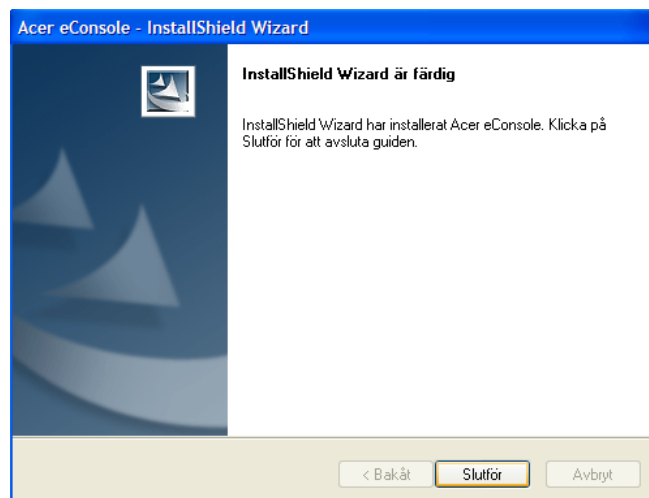 Acer eConsole - InstallShield Wizard
InstallShield Wizard är färdig
InstallShield Wizard har installerat Acer eConsole. Klicka på
Slutför för att avsluta guiden.
< Bakåt
Slutför
Avbryt